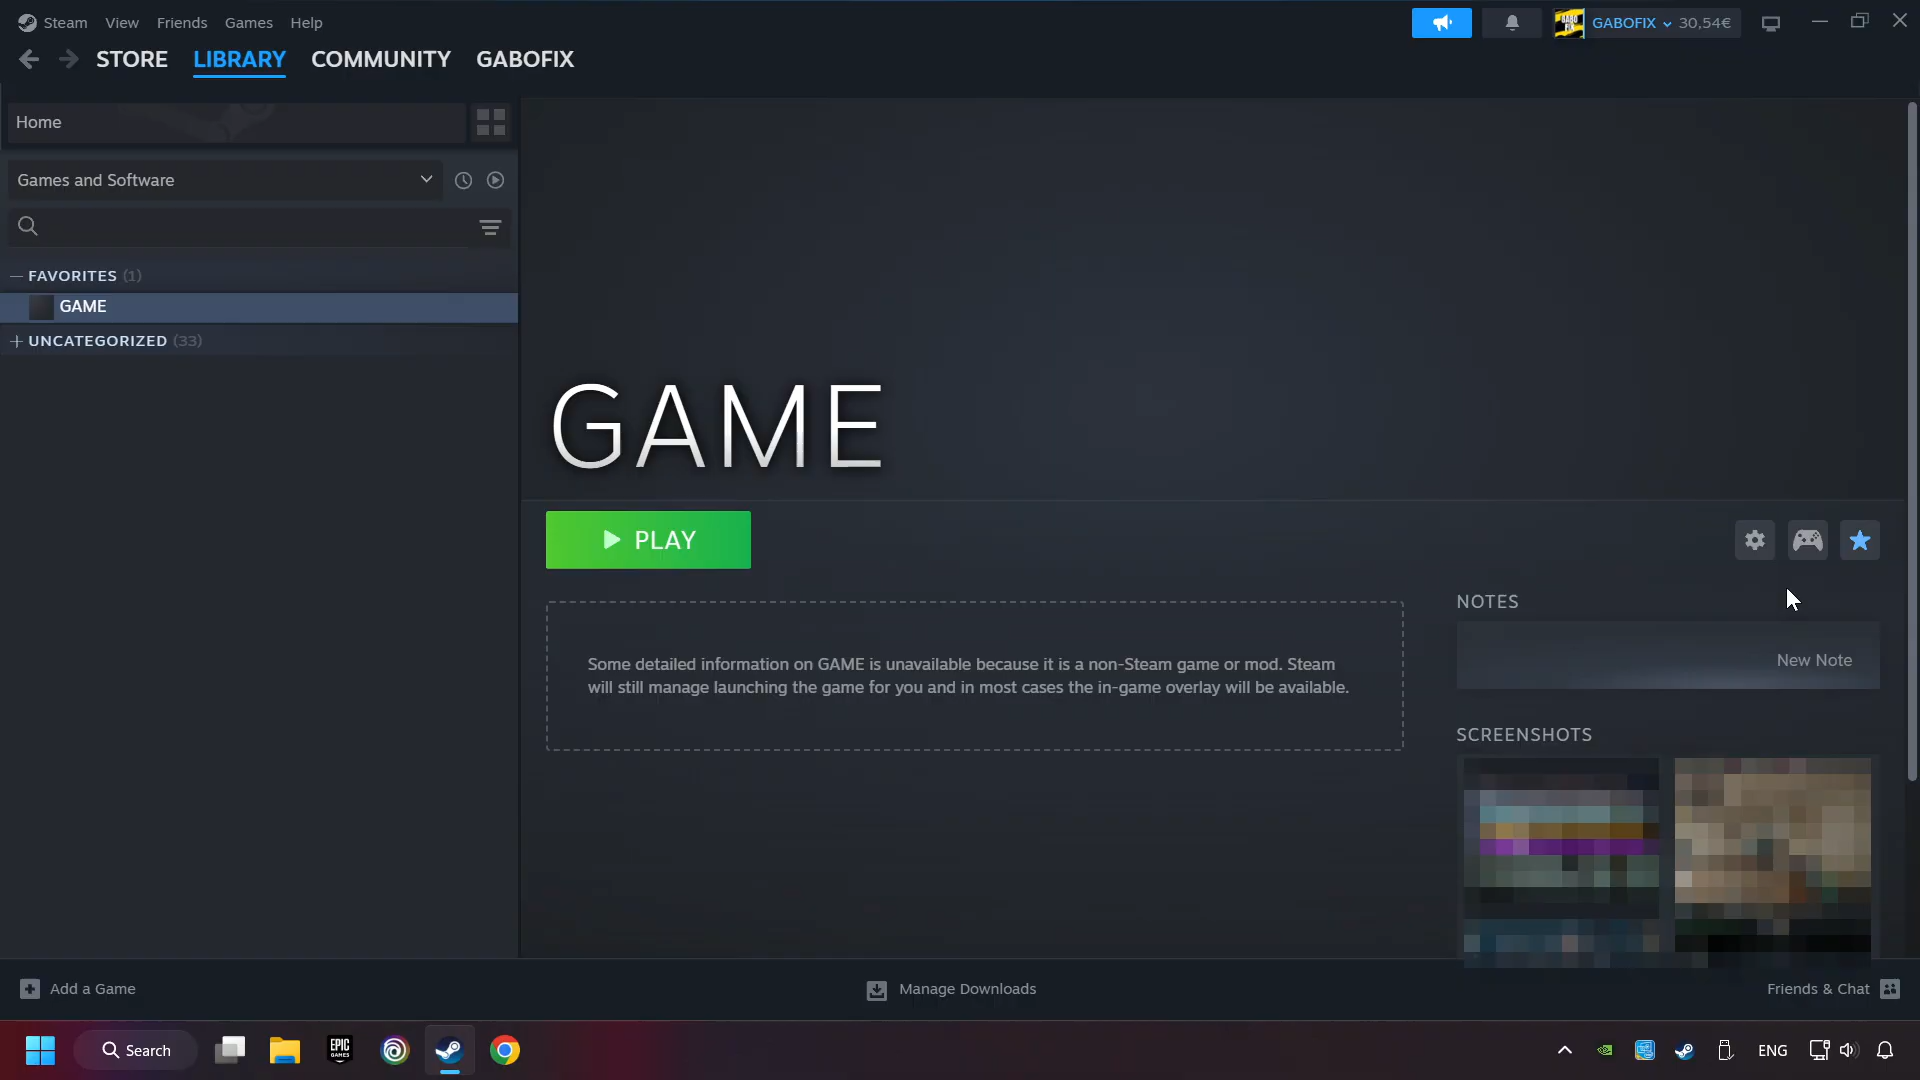 Steam View Friends Games Help
GABOFIX 30,54€
STORE LIBRARY COMMUNITY GABOFIX
Home
Games and Software
— FAVORITES (1)
GAME
+ UNCATEGORIZED (33)
GAME
PLAY
Some detailed information on GAME is unavailable because it is a non-Steam game or mod. Steam
will still manage launching the game for you and in most cases the in-game overlay will be available.
NOTES
New Note
SCREENSHOTS
Add a Game
Manage Downloads
Friends & Chat
Search
EPIC
GAMES
ENG